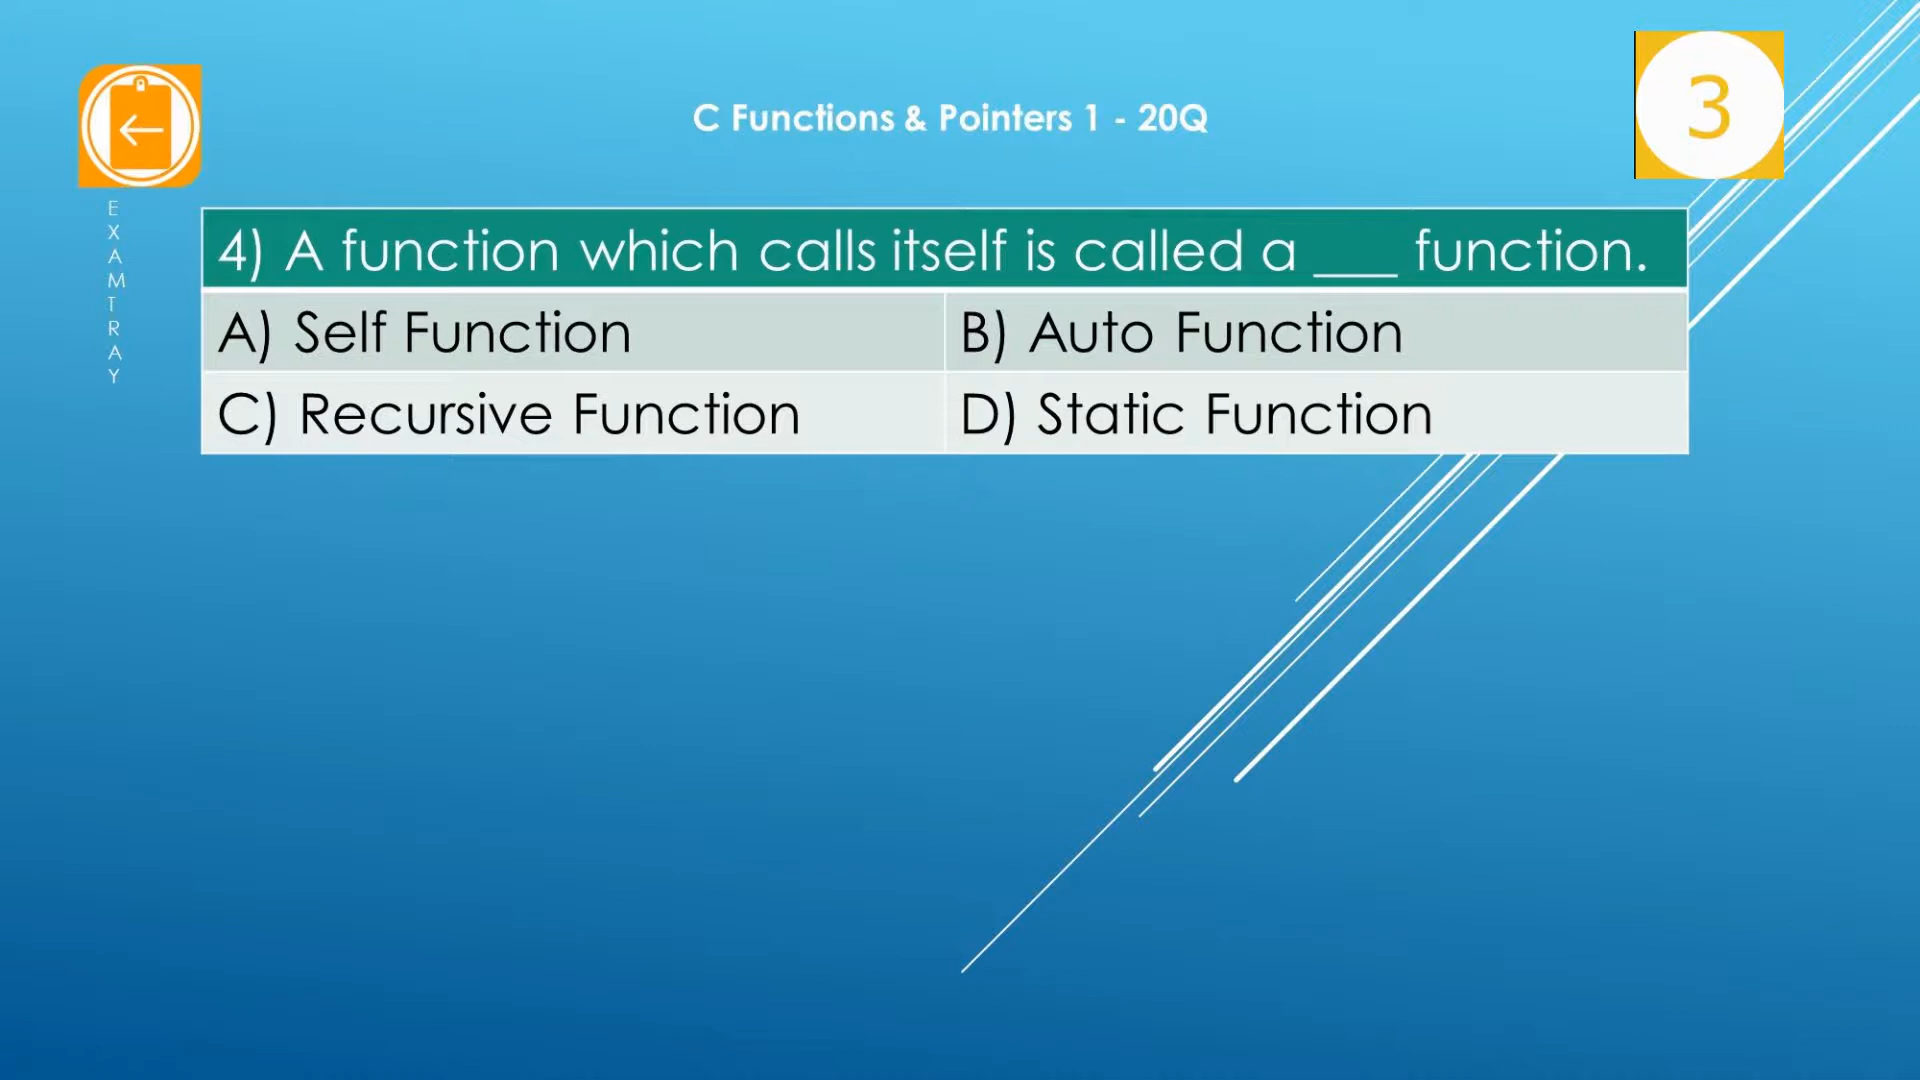 C Functions & Pointers 1 - 20Q
3
E
X
A
M
T
R
A
Y
4) A function which calls itself is called a ___ function.
A) Self Function
B) Auto Function
C) Recursive Function
D) Static Function